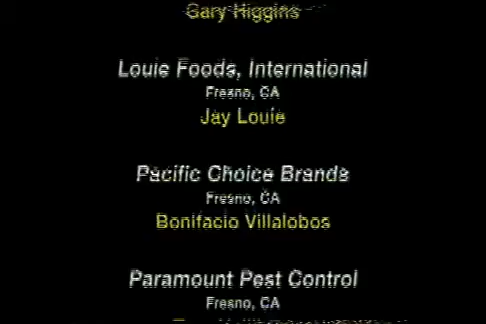 Gary Higgins
Louie Foods, International
Fresno, CA
Jay Louie
Pacific Choice Brands
Fresno, CA
Bonifacio Villalobos
Paramount Pest Control
Fresno, CA